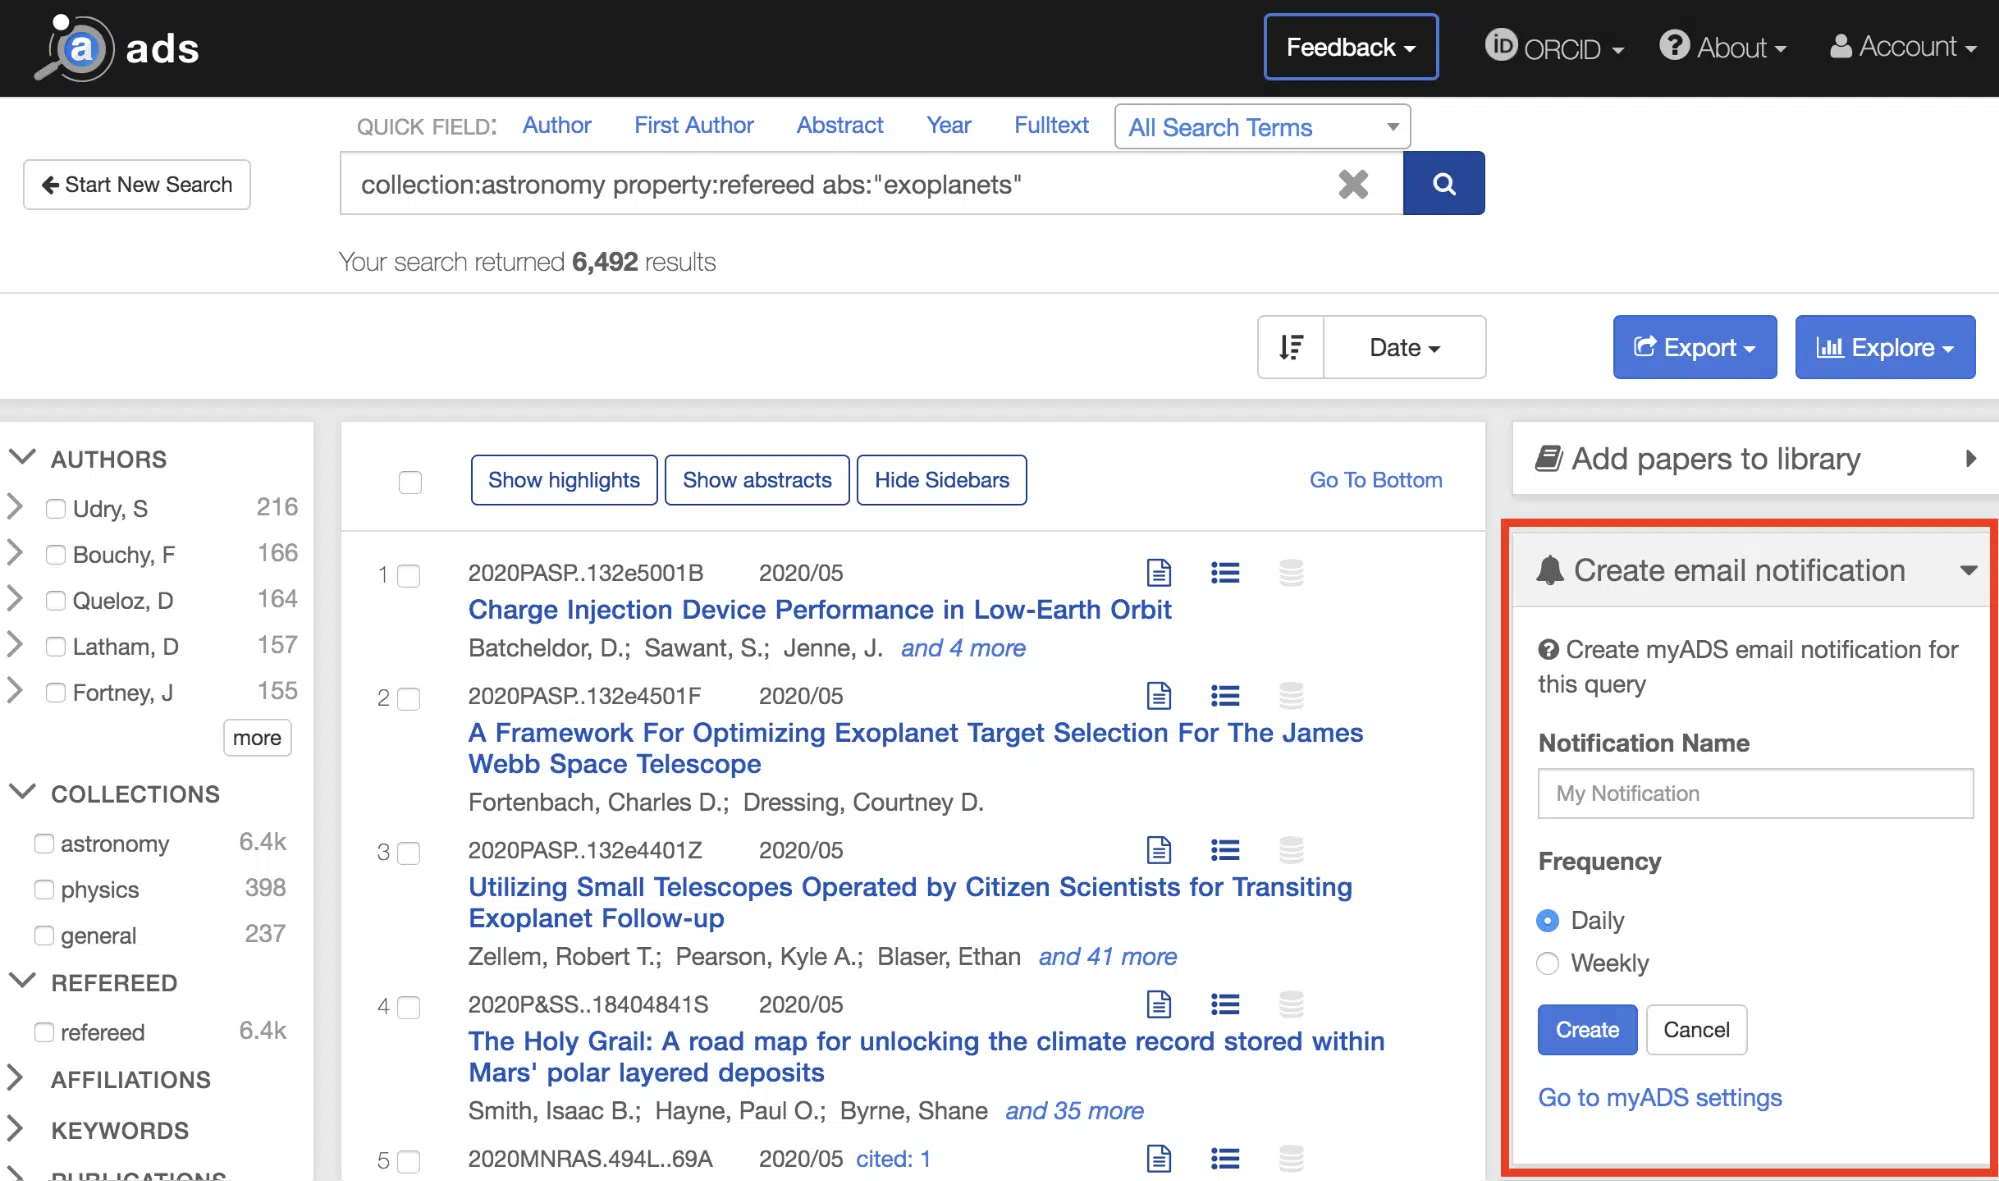 a ads
Feedback
iD ORCID
About
Account
QUICK FIELD: Author First Author Abstract Year Fulltext All Search Terms
Start New Search
collection:astronomy property:refereed abs:"exoplanets"
Your search returned 6,492 results
Date
Export
Explore
AUTHORS
Udry, S 216
Bouchy, F 166
Queloz, D 164
Latham, D 157
Fortney, J 155
more
COLLECTIONS
astronomy 6.4k
physics 398
general 237
REFEREED
refereed 6.4k
AFFILIATIONS
KEYWORDS
PUBLICATIONS
Show highlights Show abstracts Hide Sidebars Go To Bottom
1 2020PASP..132e5001B 2020/05
Charge Injection Device Performance in Low-Earth Orbit
Batcheldor, D.; Sawant, S.; Jenne, J. and 4 more
2 2020PASP..132e4501F 2020/05
A Framework For Optimizing Exoplanet Target Selection For The James
Webb Space Telescope
Fortenbach, Charles D.; Dressing, Courtney D.
3 2020PASP..132e4401Z 2020/05
Utilizing Small Telescopes Operated by Citizen Scientists for Transiting
Exoplanet Follow-up
Zellem, Robert T.; Pearson, Kyle A.; Blaser, Ethan and 41 more
4 2020P&SS..18404841S 2020/05
The Holy Grail: A road map for unlocking the climate record stored within
Mars' polar layered deposits
Smith, Isaac B.; Hayne, Paul O.; Byrne, Shane and 35 more
5 2020MNRAS.494L..69A 2020/05 cited: 1
Add papers to library
Create email notification
Create myADS email notification for
this query
Notification Name
My Notification
Frequency
Daily
Weekly
Create Cancel
Go to myADS settings